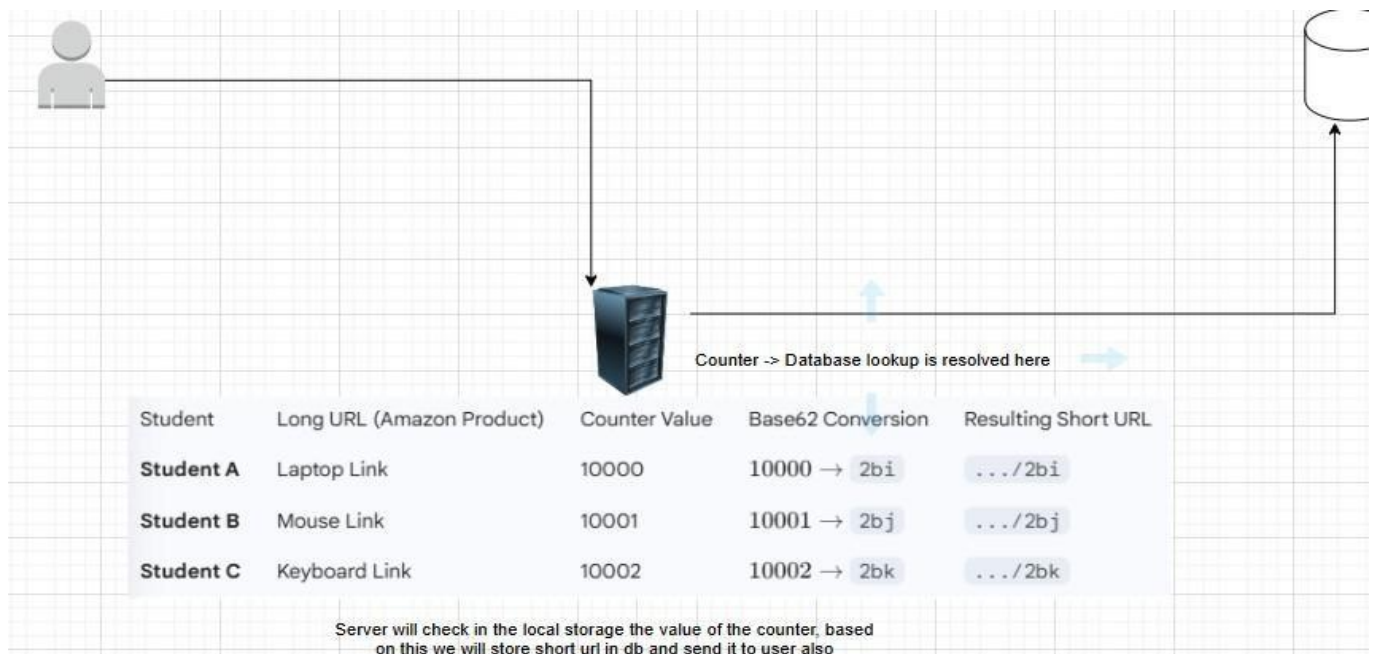 Counter -> Database lookup is resolved here
Student Long URL (Amazon Product) Counter Value Base62 Conversion Resulting Short URL
Student A Laptop Link 10000 10000 → 2bi .../2bi
Student B Mouse Link 10001 10001 → 2bj .../2bj
Student C Keyboard Link 10002 10002 → 2bk .../2bk
Server will check in the local storage the value of the counter, based
on this we will store short url in db and send it to user also